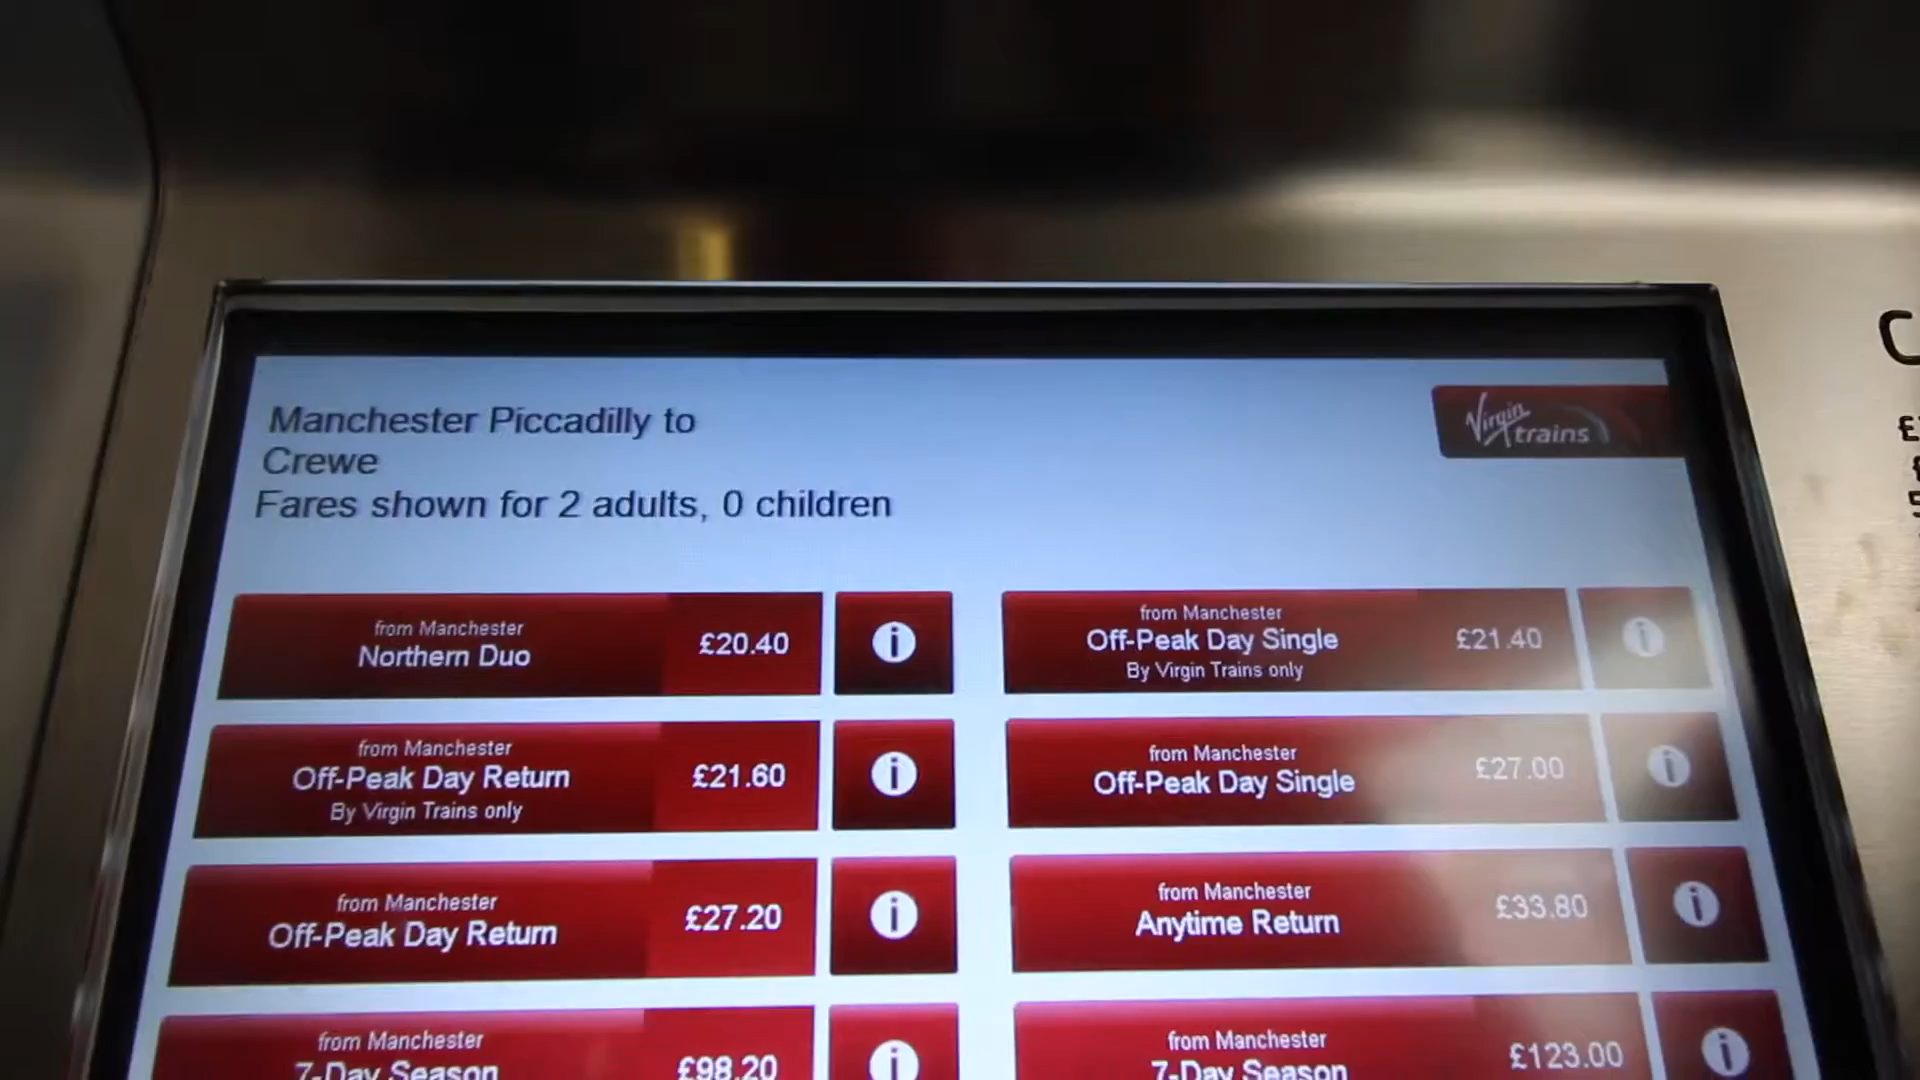 Manchester Piccadilly to
Crewe
Fares shown for 2 adults, 0 children
Virgin
trains
from Manchester
Northern Duo
£20.40
i
from Manchester
Off-Peak Day Single
By Virgin Trains only
£21.40
i
from Manchester
Off-Peak Day Return
By Virgin Trains only
£21.60
i
from Manchester
Off-Peak Day Single
£27.00
i
from Manchester
Off-Peak Day Return
£27.20
i
from Manchester
Anytime Return
£33.80
i
from Manchester
7-Day Season
£98.20
i
from Manchester
7-Day Season
£123.00
i